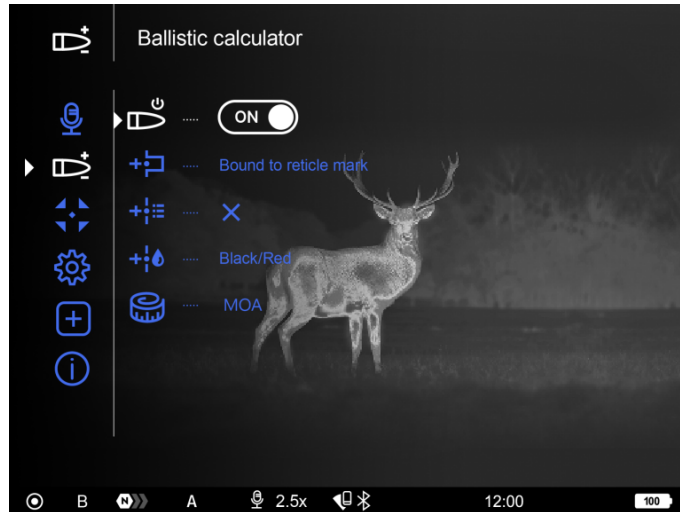 Ballistic calculator
ON
Bound to reticle mark
Black/Red
MOA
B N A 2.5x 12:00 100